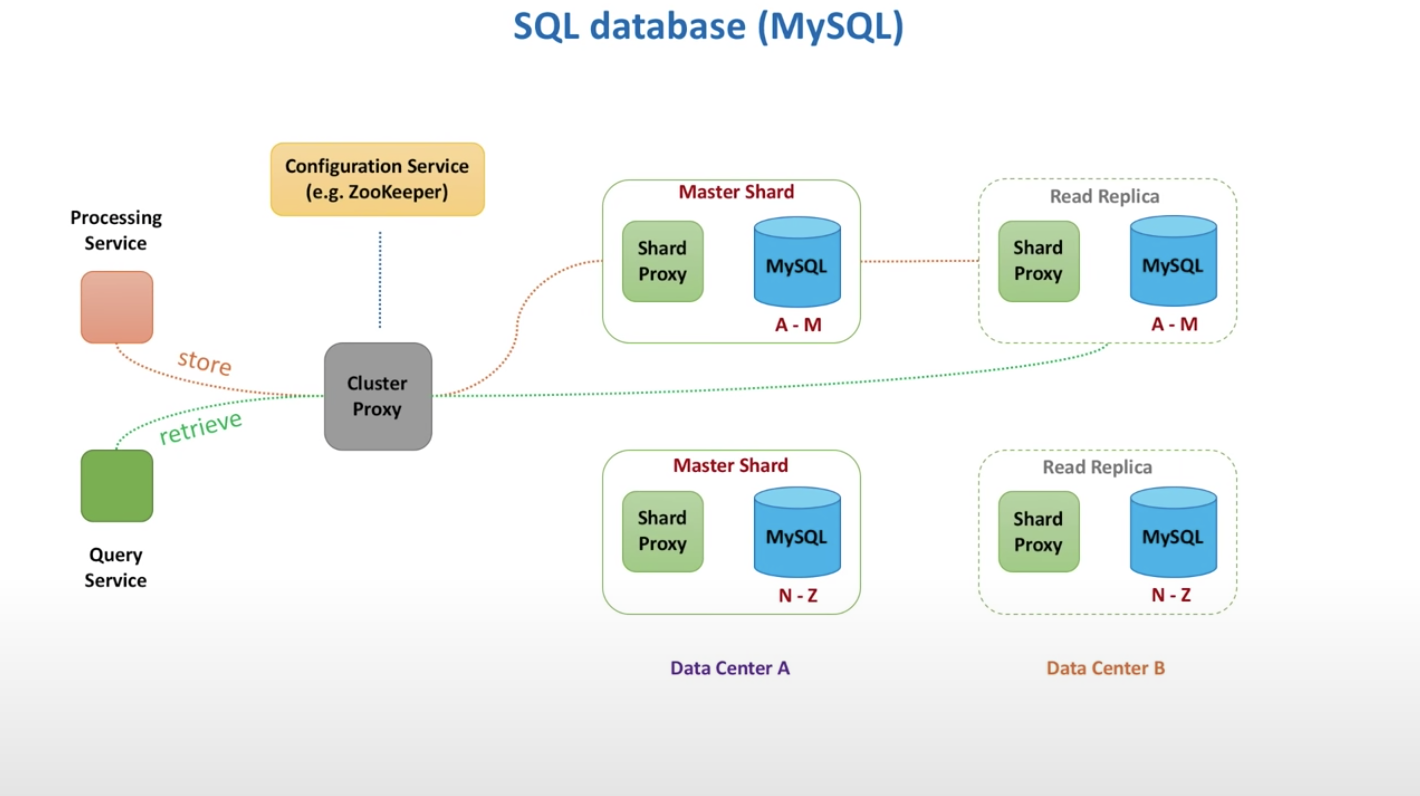 SQL database (MySQL)
Configuration Service
(e.g. ZooKeeper)
Processing
Service
store
retrieve
Query
Service
Cluster
Proxy
Master Shard
Shard
Proxy
MySQL
A - M
Read Replica
Shard
Proxy
MySQL
A - M
Master Shard
Shard
Proxy
MySQL
N - Z
Read Replica
Shard
Proxy
MySQL
N - Z
Data Center A
Data Center B